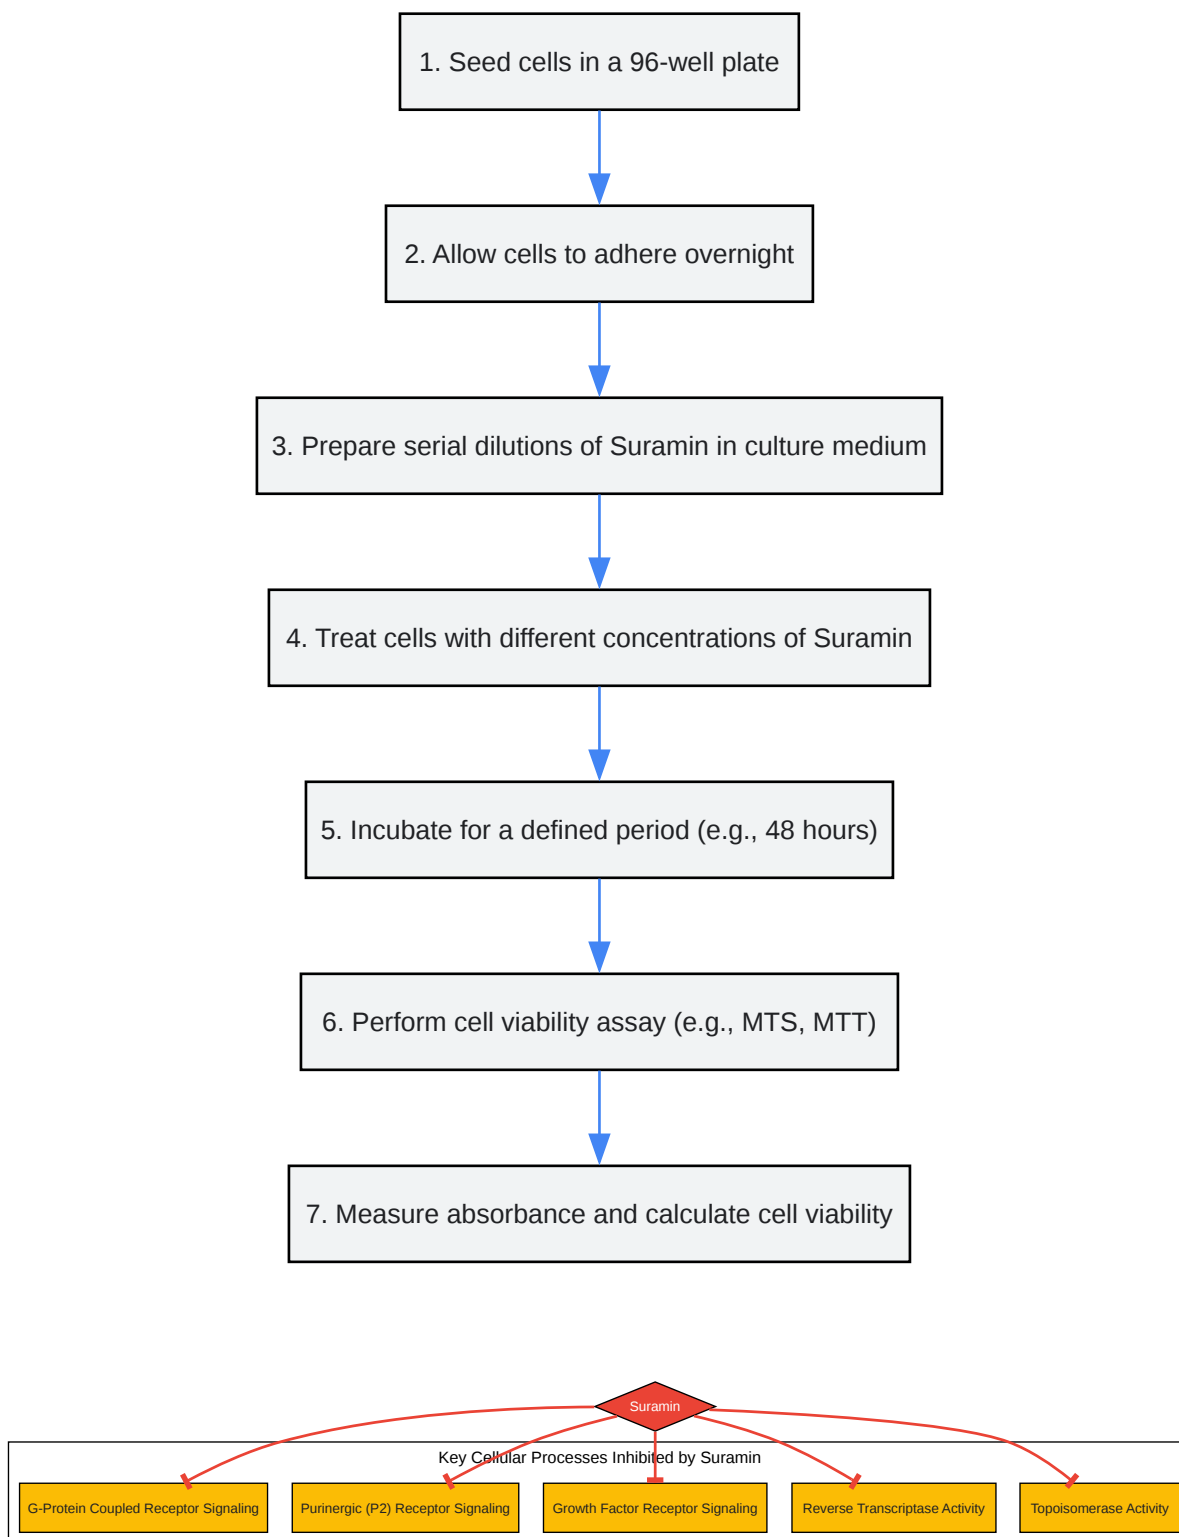 1. Seed cells in a 96-well plate
2. Allow cells to adhere overnight
3. Prepare serial dilutions of Suramin in culture medium
4. Treat cells with different concentrations of Suramin
5. Incubate for a defined period (e.g., 48 hours)
6. Perform cell viability assay (e.g., MTS, MTT)
7. Measure absorbance and calculate cell viability
Suramin
Key Cellular Processes Inhibited by Suramin
G-Protein Coupled Receptor Signaling
Purinergic (P2) Receptor Signaling
Growth Factor Receptor Signaling
Reverse Transcriptase Activity
Topoisomerase Activity